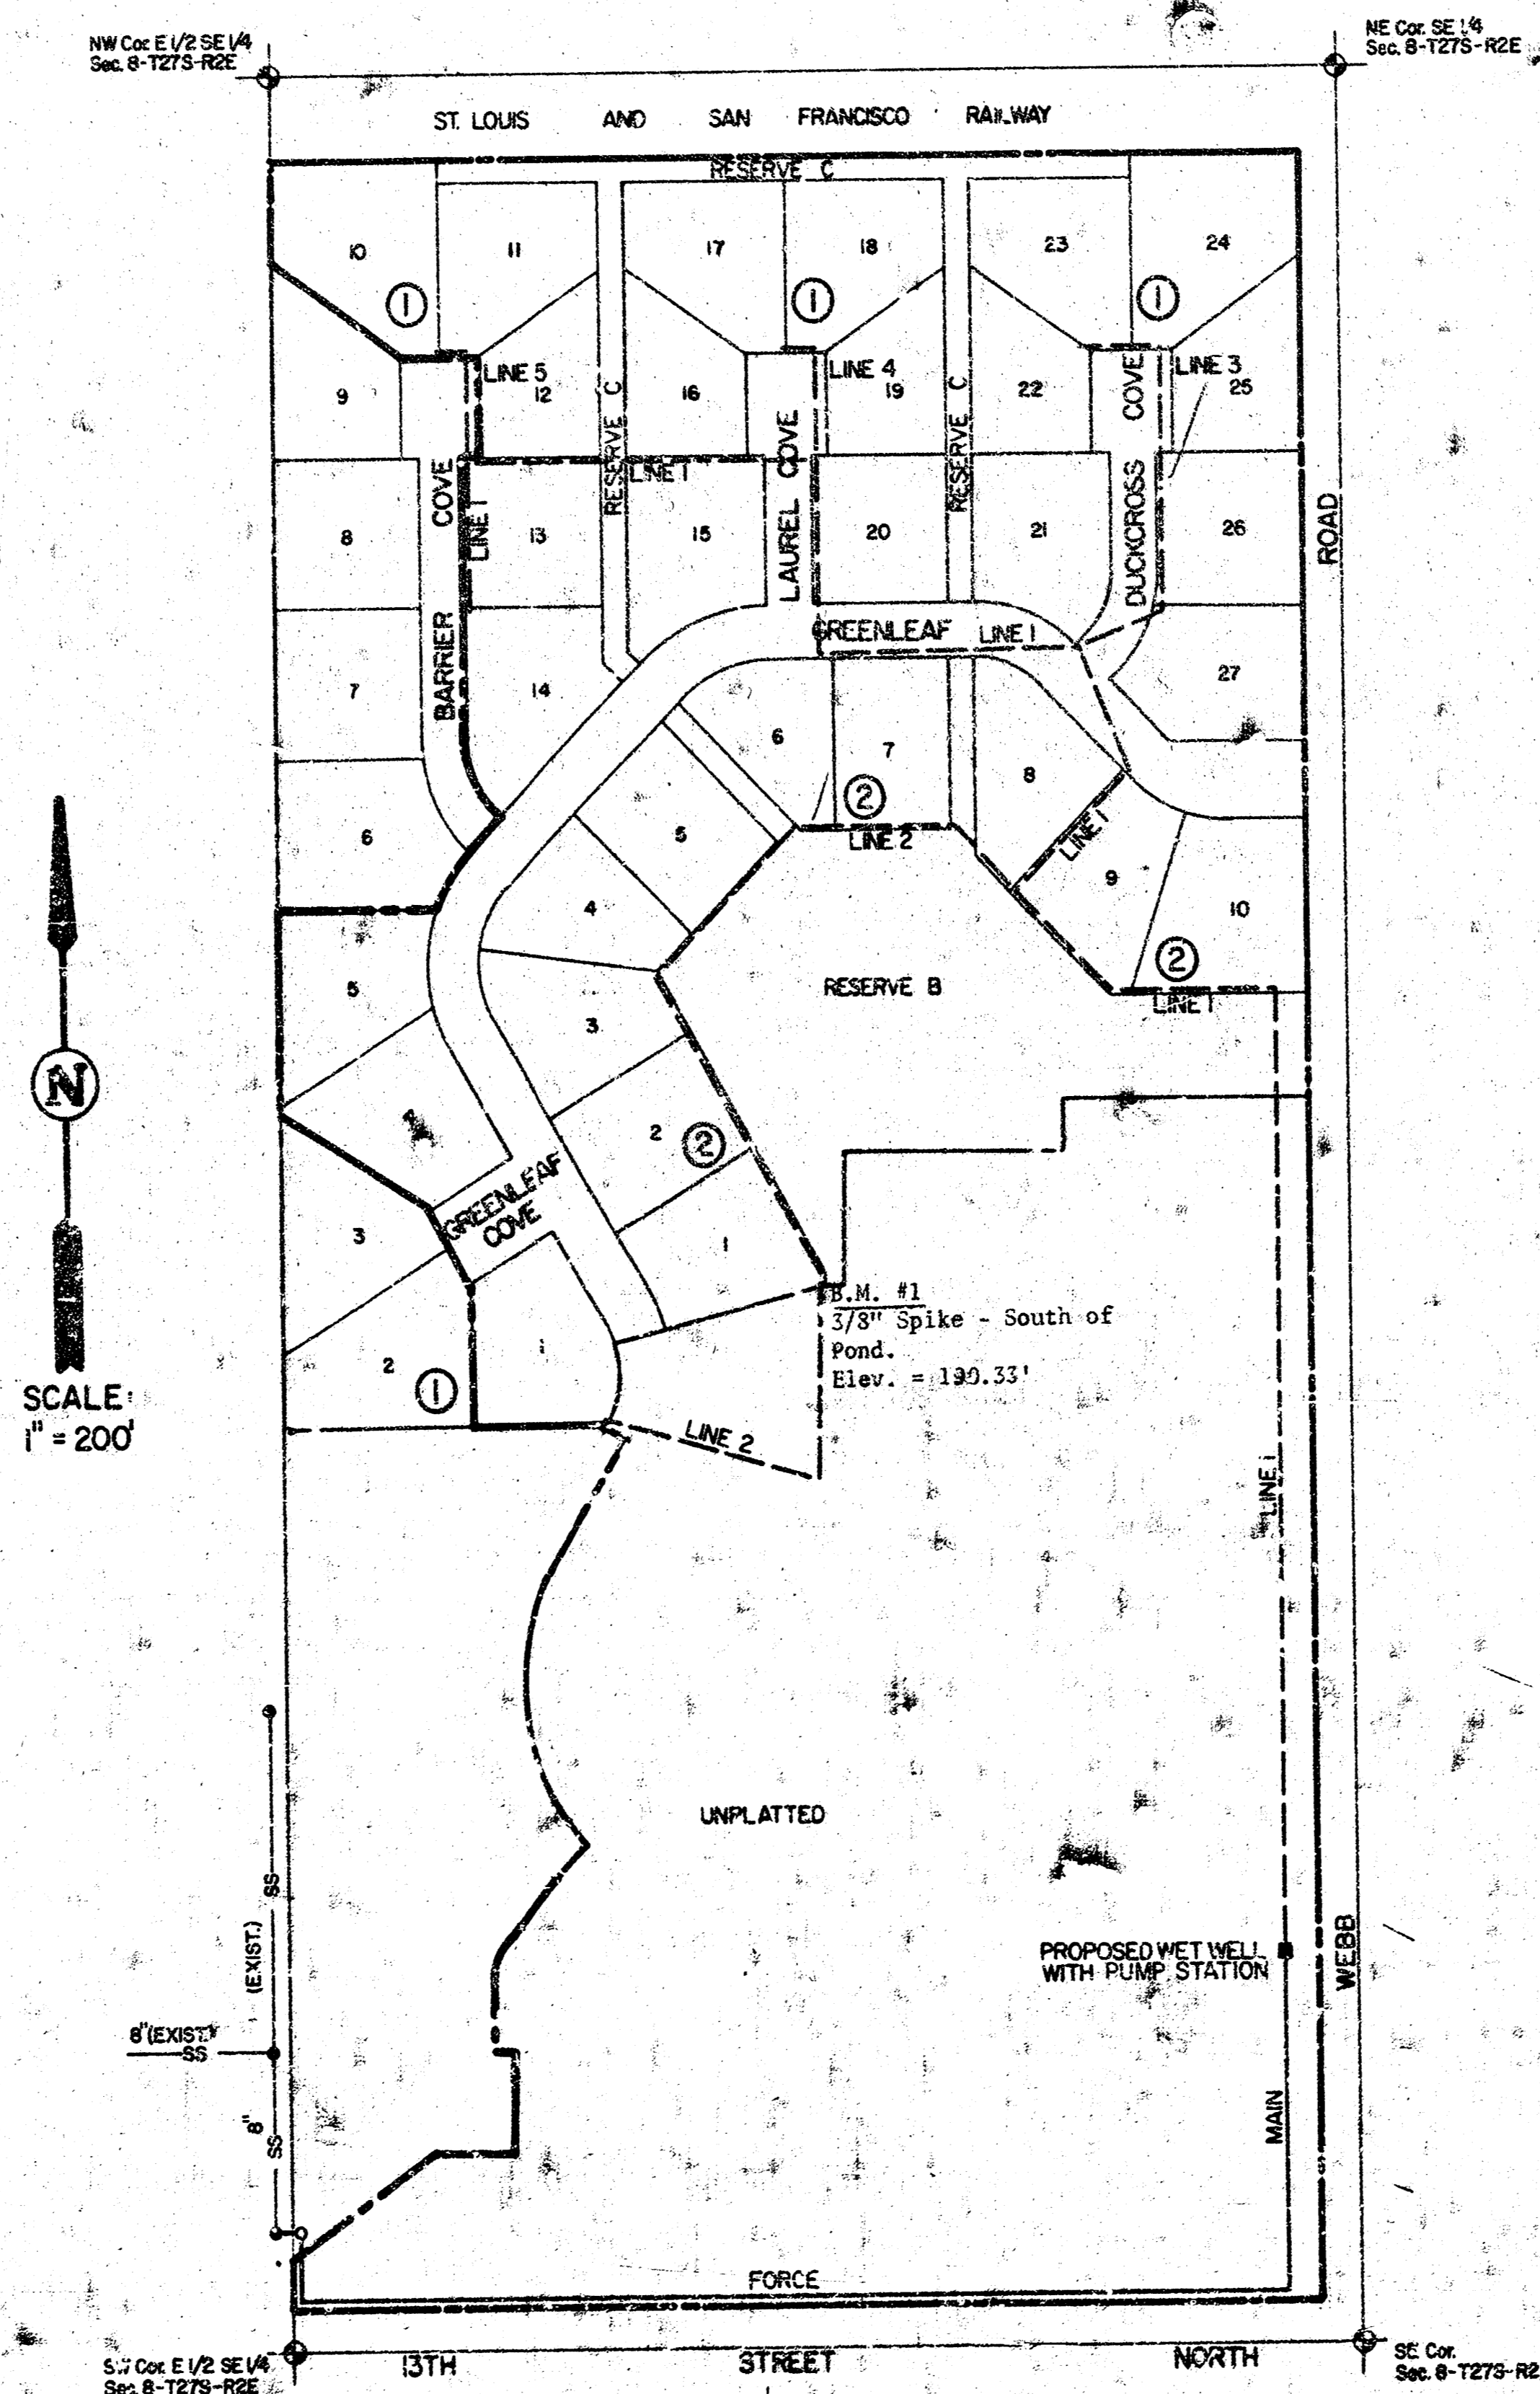 NW Cor. E 1/2 SE 1/4
Sec. 8-T27S-R2E
NE Cor. SE 1/4
Sec. 8-T27S-R2E
ST. LOUIS AND SAN FRANCISCO RAILWAY
RESERVE C
10
11
17
18
23
24
1
1
1
9
LINE 5
12
RESERVE C
16
LINE 4
19
RESERVE C
22
COVE
LINE 3
25
LINE 1
8
BARRIER COVE
LINE 1
13
15
LAUREL COVE
20
21
DUCKCROSS
26
ROAD
GREENLEAF LINE 1
7
14
27
6
7
8
2
6
5
LINE 2
LINE 1
9
4
10
2
5
RESERVE B
LINE 1
3
N
2
2
GREENLEAF
COVE
3
1
B.M. #1
3/8" Spike - South of
Pond.
Elev. = 190.33'
2
1
1
SCALE:
1" = 200'
LINE 2
LINE 1
UNPLATTED
SS
(EXIST.)
PROPOSED WET WELL
WITH PUMP STATION
WEBB
8"(EXIST.)
SS
8"
SS
MAIN
FORCE
SW Cor. E 1/2 SE 1/4
Sec. 8-T27S-R2E
13TH STREET NORTH
SE Cor.
Sec. 8-T27S-R2